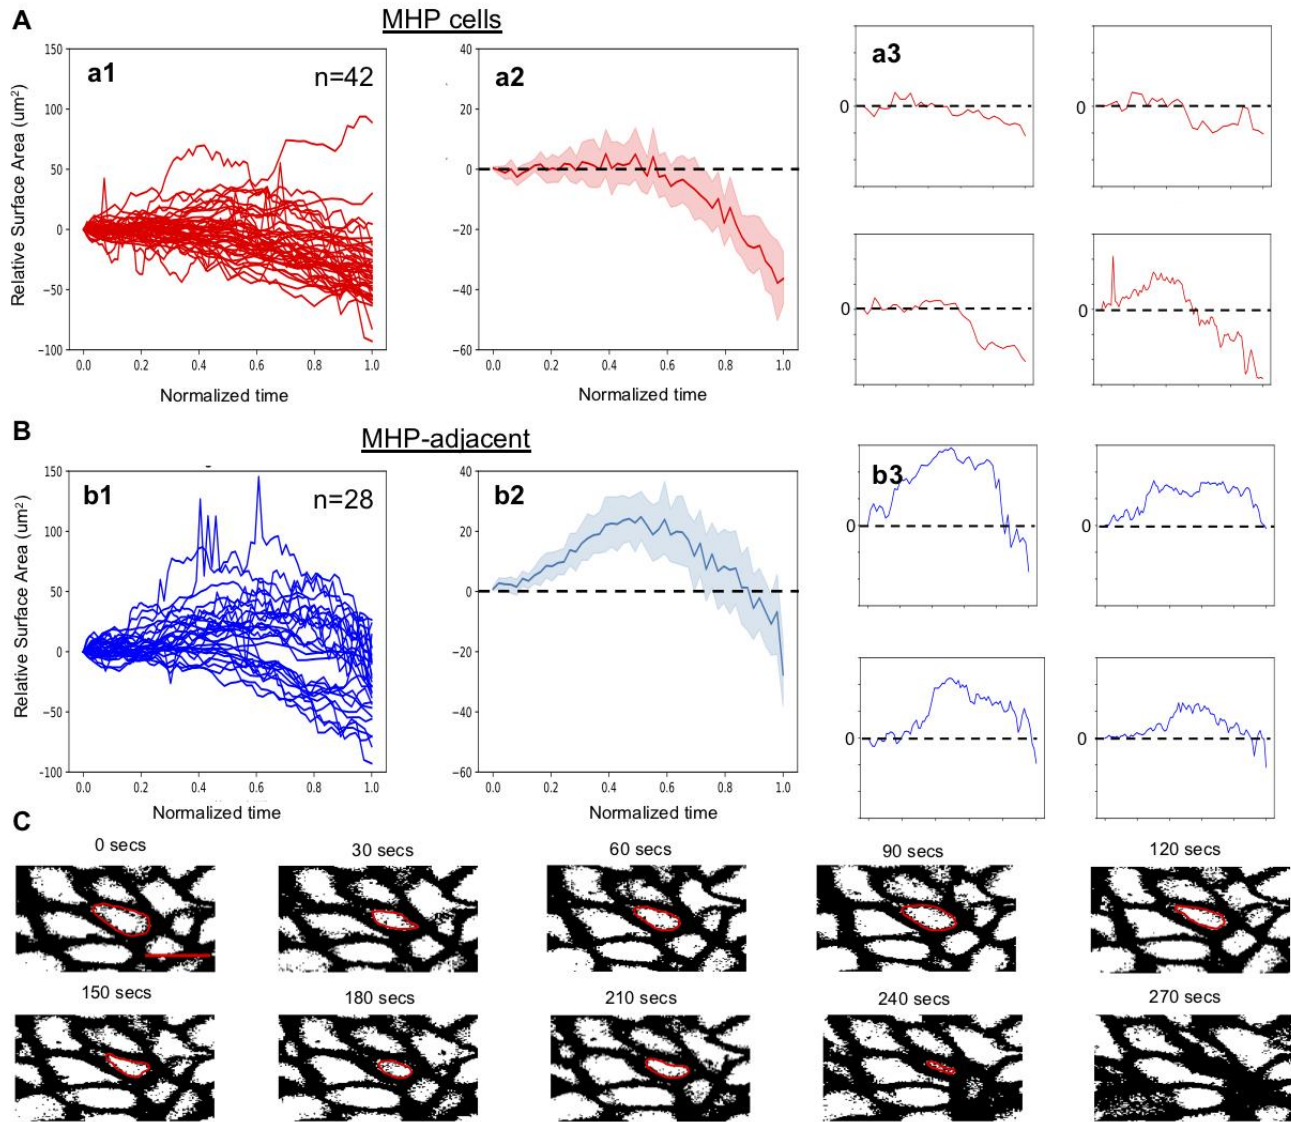 A
MHP cells
a1
n=42
Relative Surface Area (um²)
150
100
50
0
−50
−100
0.0 0.2 0.4 0.6 0.8 1.0
Normalized time
a2
40
20
0
−20
−40
−60
0.0 0.2 0.4 0.6 0.8 1.0
Normalized time
a3
0
0
0
0
B
MHP-adjacent
b1
n=28
Relative Surface Area (um²)
150
100
50
0
−50
−100
0.0 0.2 0.4 0.6 0.8 1.0
Normalized time
b2
40
20
0
−20
−40
−60
0.0 0.2 0.4 0.6 0.8 1.0
Normalized time
b3
0
0
0
0
C
0 secs 30 secs 60 secs 90 secs 120 secs
150 secs 180 secs 210 secs 240 secs 270 secs